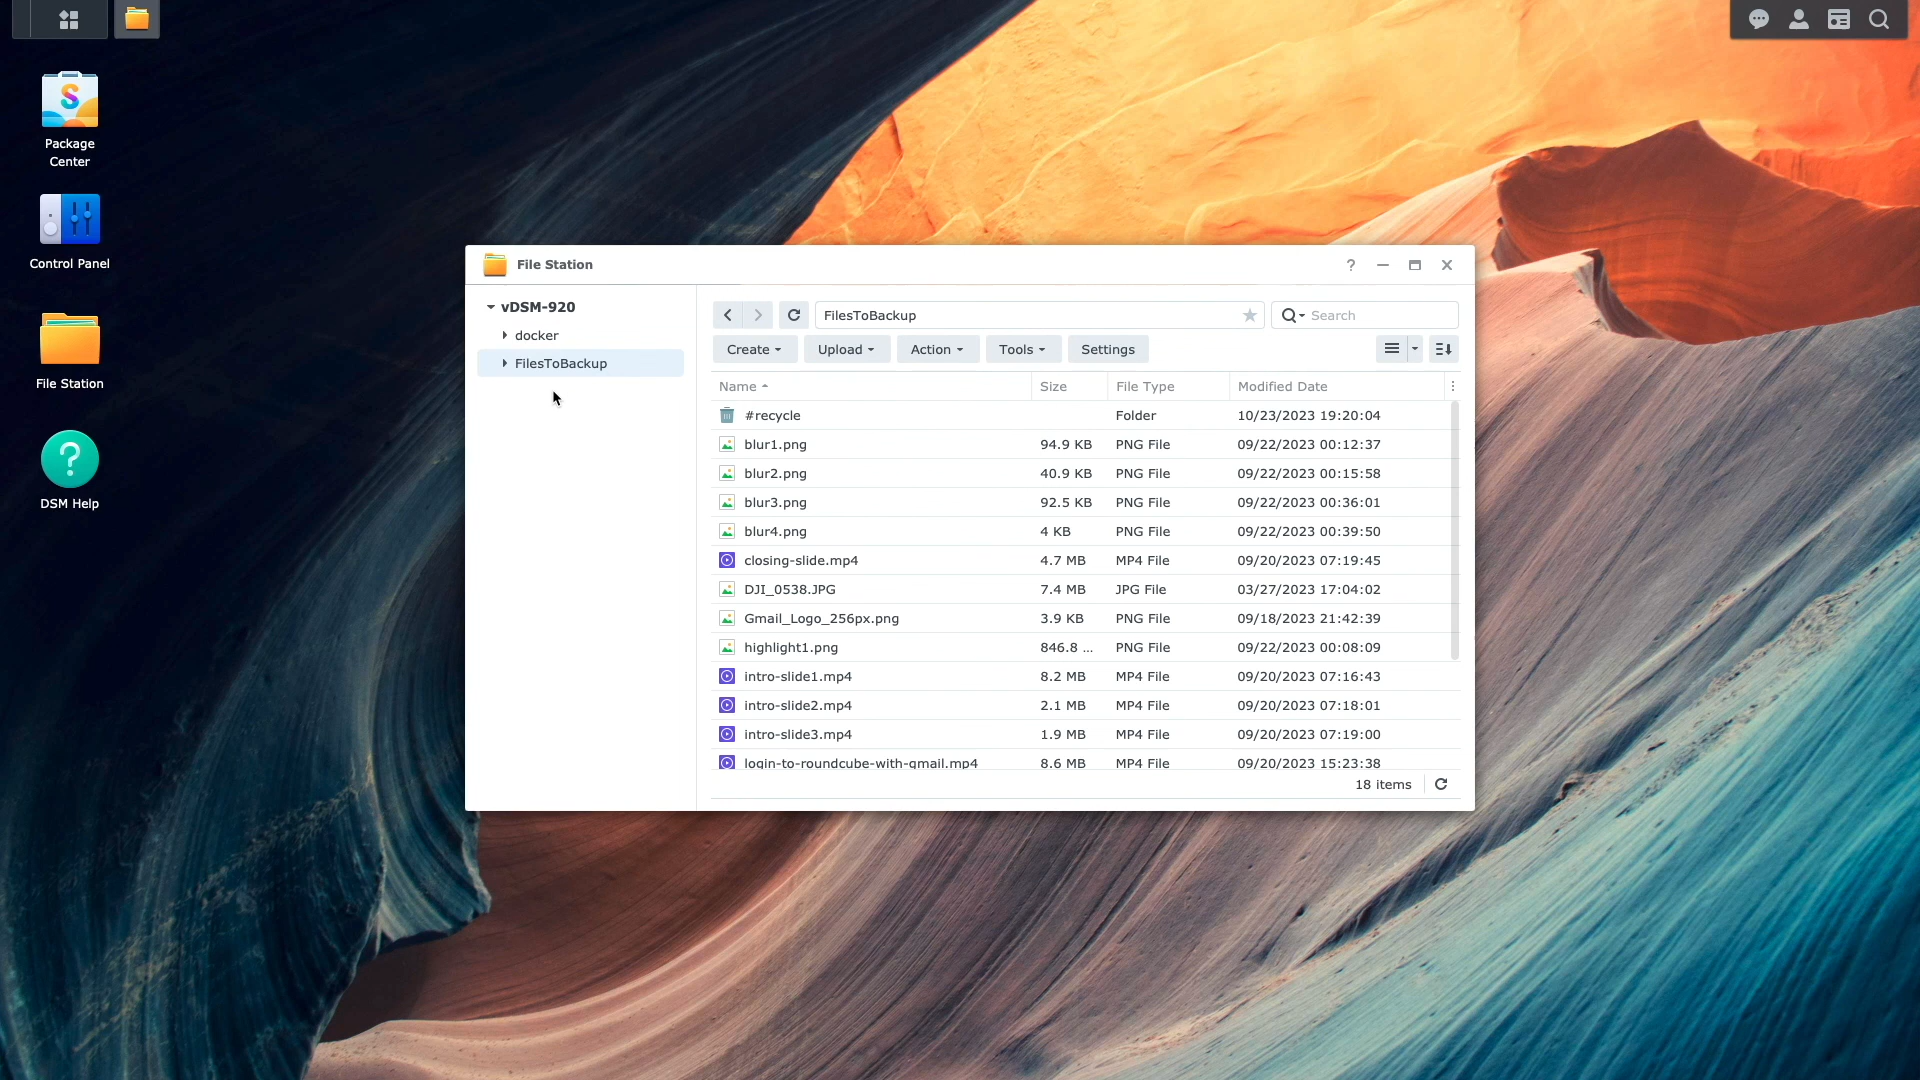 Package
Center
Control Panel
File Station
DSM Help
File Station
vDSM-920
docker
FilesToBackup
FilesToBackup
Search
Create
Upload
Action
Tools
Settings
Name Size File Type Modified Date
#recycle Folder 10/23/2023 19:20:04
blur1.png 94.9 KB PNG File 09/22/2023 00:12:37
blur2.png 40.9 KB PNG File 09/22/2023 00:15:58
blur3.png 92.5 KB PNG File 09/22/2023 00:36:01
blur4.png 4 KB PNG File 09/22/2023 00:39:50
closing-slide.mp4 4.7 MB MP4 File 09/20/2023 07:19:45
DJI_0538.JPG 7.4 MB JPG File 03/27/2023 17:04:02
Gmail_Logo_256px.png 3.9 KB PNG File 09/18/2023 21:42:39
highlight1.png 846.8 ... PNG File 09/22/2023 00:08:09
intro-slide1.mp4 8.2 MB MP4 File 09/20/2023 07:16:43
intro-slide2.mp4 2.1 MB MP4 File 09/20/2023 07:18:01
intro-slide3.mp4 1.9 MB MP4 File 09/20/2023 07:19:00
login-to-roundcube-with-gmail.mp4 8.6 MB MP4 File 09/20/2023 15:23:38
18 items